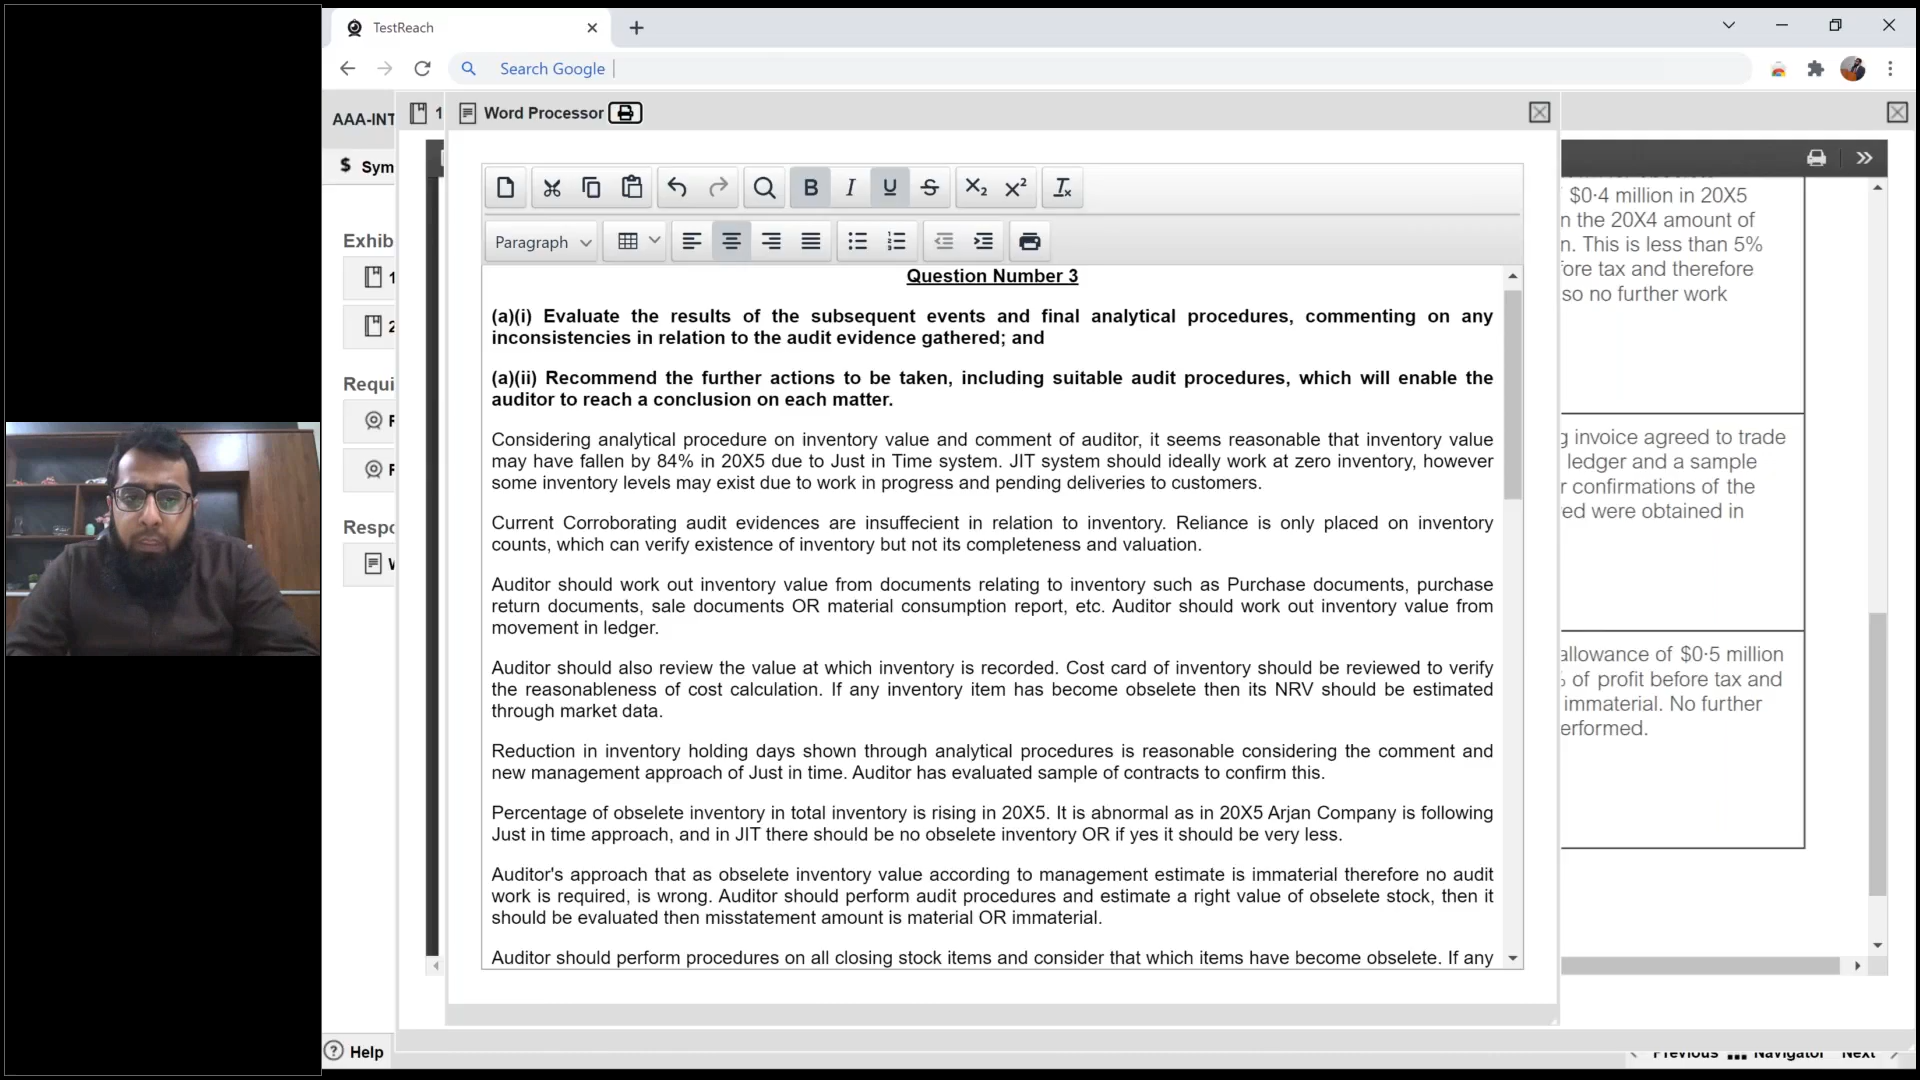 TestReach
Search Google
AAA-INT
1
Word Processor
$ Sym
Exhib
1
2
Requi
Respo
Paragraph
Question Number 3
(a)(i) Evaluate the results of the subsequent events and final analytical procedures, commenting on any
inconsistencies in relation to the audit evidence gathered; and
(a)(ii) Recommend the further actions to be taken, including suitable audit procedures, which will enable the
auditor to reach a conclusion on each matter.
Considering analytical procedure on inventory value and comment of auditor, it seems reasonable that inventory value
may have fallen by 84% in 20X5 due to Just in Time system. JIT system should ideally work at zero inventory, however
some inventory levels may exist due to work in progress and pending deliveries to customers.
Current Corroborating audit evidences are insuffecient in relation to inventory. Reliance is only placed on inventory
counts, which can verify existence of inventory but not its completeness and valuation.
Auditor should work out inventory value from documents relating to inventory such as Purchase documents, purchase
return documents, sale documents OR material consumption report, etc. Auditor should work out inventory value from
movement in ledger.
Auditor should also review the value at which inventory is recorded. Cost card of inventory should be reviewed to verify
the reasonableness of cost calculation. If any inventory item has become obselete then its NRV should be estimated
through market data.
Reduction in inventory holding days shown through analytical procedures is reasonable considering the comment and
new management approach of Just in time. Auditor has evaluated sample of contracts to confirm this.
Percentage of obselete inventory in total inventory is rising in 20X5. It is abnormal as in 20X5 Arjan Company is following
Just in time approach, and in JIT there should be no obselete inventory OR if yes it should be very less.
Auditor's approach that as obselete inventory value according to management estimate is immaterial therefore no audit
work is required, is wrong. Auditor should perform audit procedures and estimate a right value of obselete stock, then it
should be evaluated then misstatement amount is material OR immaterial.
Auditor should perform procedures on all closing stock items and consider that which items have become obselete. If any
$0·4 million in 20X5
n the 20X4 amount of
n. This is less than 5%
fore tax and therefore
so no further work
g invoice agreed to trade
ledger and a sample
r confirmations of the
ed were obtained in
allowance of $0·5 million
of profit before tax and
immaterial. No further
erformed.
Help
Previous
Navigator
Next